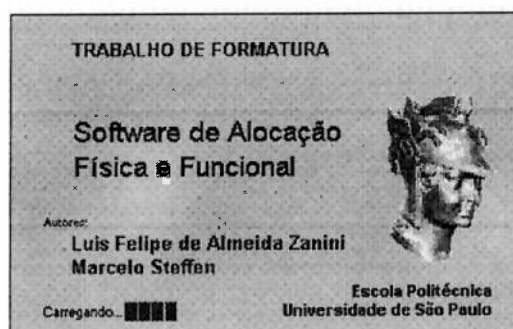 TRABALHO DE FORMATURA
Software de Alocação
Física e Funcional
Autores:
Luis Felipe de Almeida Zanini
Marcelo Steffen
Escola Politécnica
Carregando...
Universidade de São Paulo